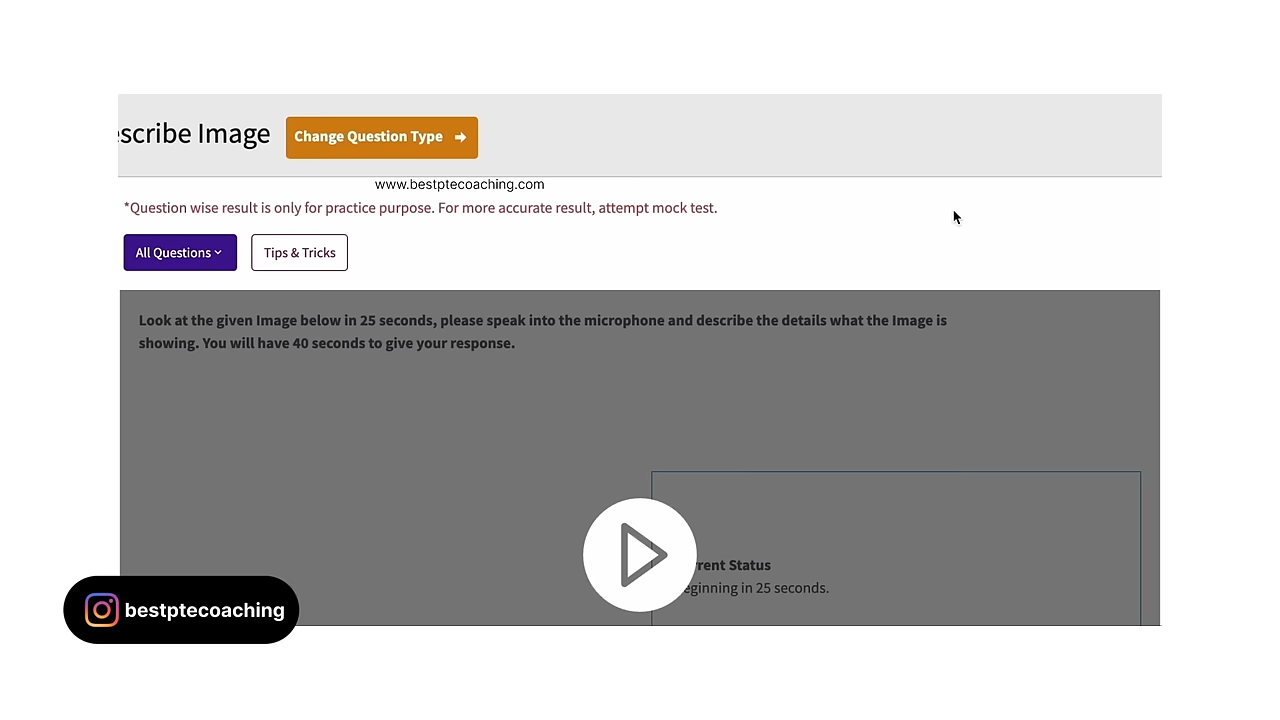 Image
Change Question Type
www.bestptecoaching.com
*Question wise result is only for practice purpose. For more accurate result, attempt mock test.
All Questions
Tips & Tricks
Look at the given Image below in 25 seconds, please speak into the microphone and describe the details what the Image is
showing. You will have 40 seconds to give your response.
Status
in 25 seconds.
bestptecoaching